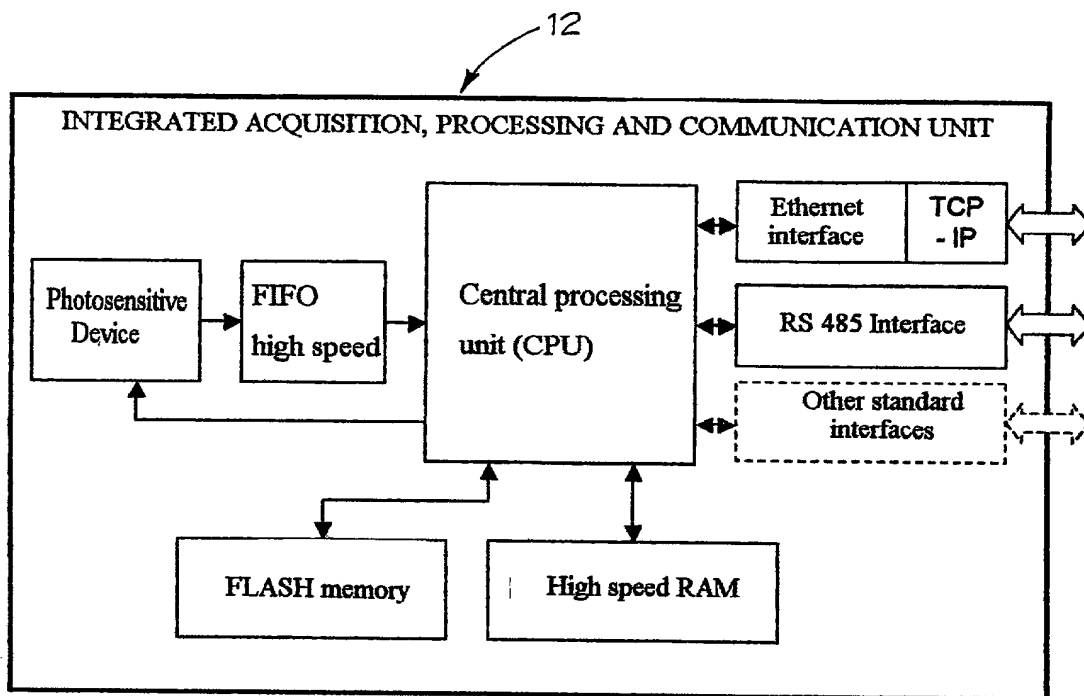 12
INTEGRATED ACQUISITION, PROCESSING AND COMMUNICATION UNIT
Photosensitive
Device
FIFO
high speed
Central processing
unit (CPU)
Ethernet
interface
TCP
- IP
RS 485 Interface
Other standard
interfaces
FLASH memory
High speed RAM